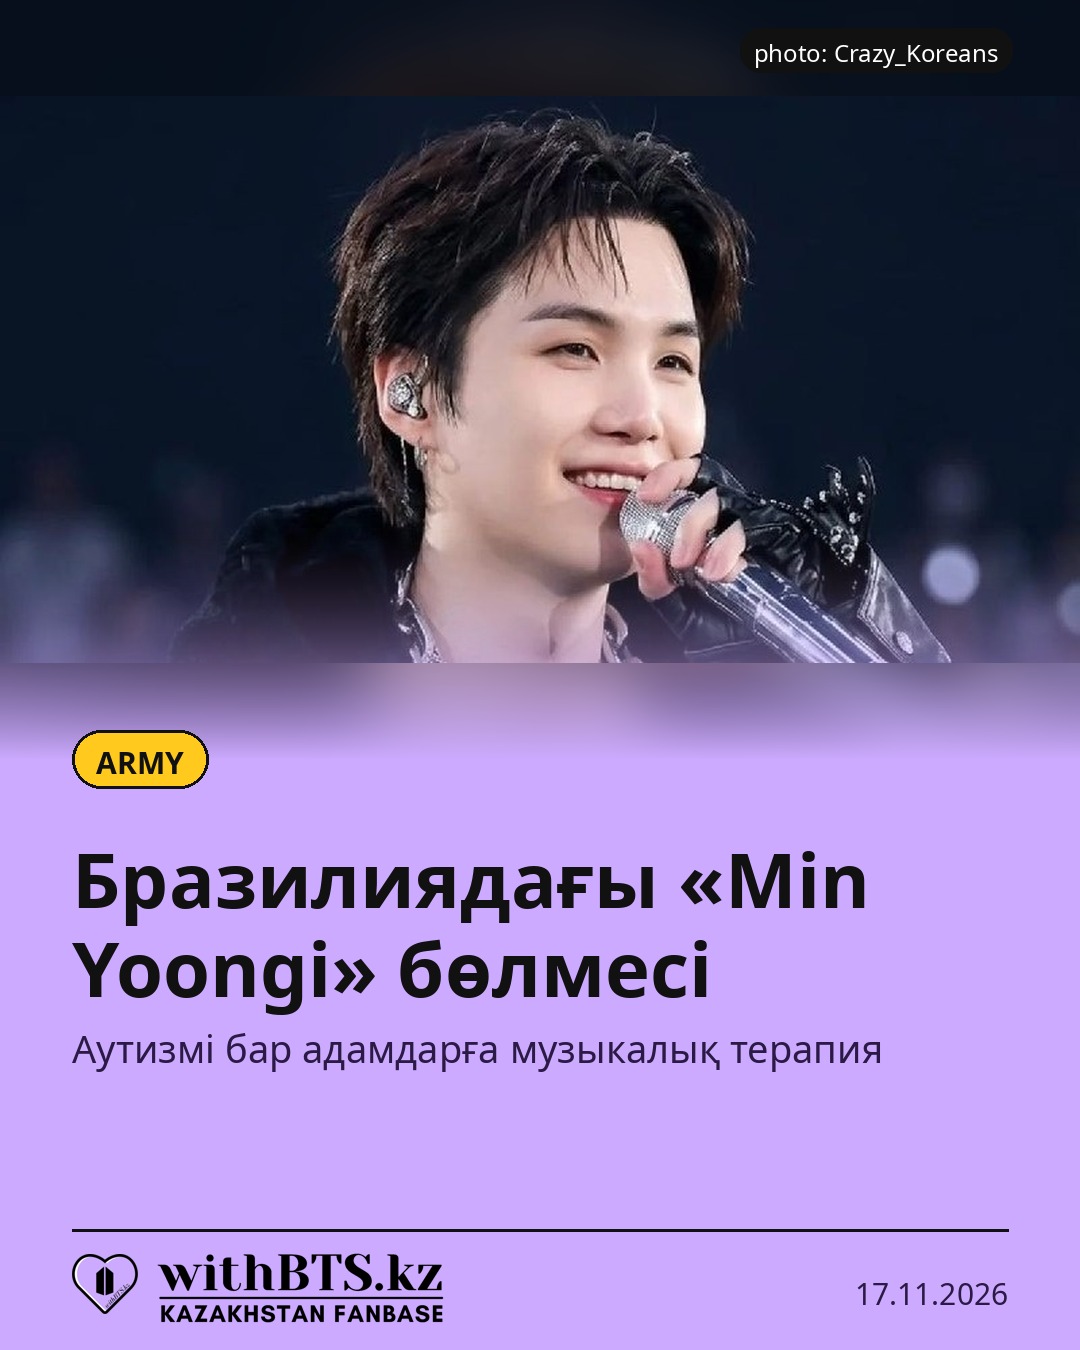 photo: Crazy_Koreans
ARMY
Бразилиядағы «Min
Yoongi» бөлмесі
Аутизмі бар адамдарға музыкалық терапия
withBTS.kz
KAZAKHSTAN FANBASE
17.11.2026